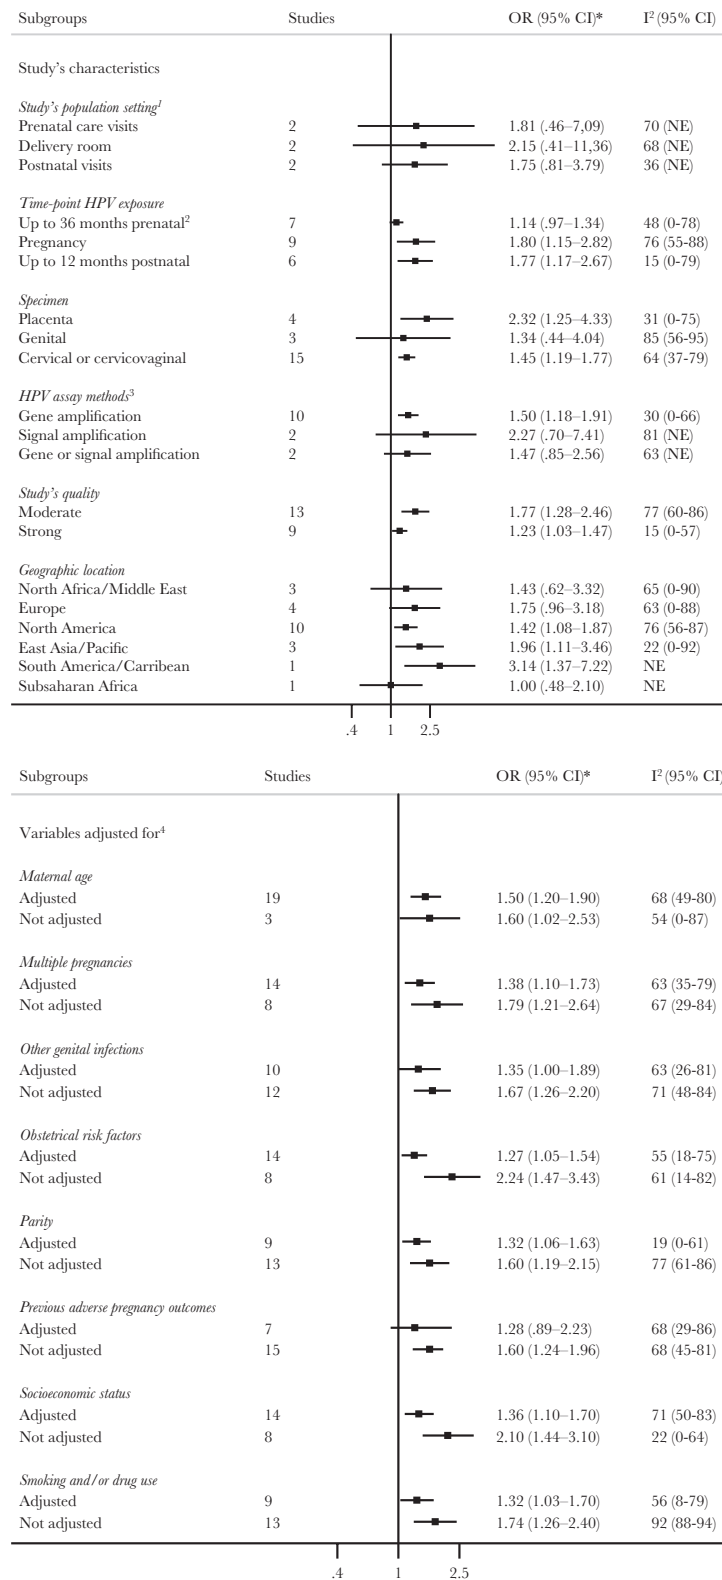 Subgroups Studies OR (95% CI)* I² (95% CI)
Study's characteristics
Study's population setting¹
Prenatal care visits 2 1.81 (.46–7,09) 70 (NE)
Delivery room 2 2.15 (.41–11,36) 68 (NE)
Postnatal visits 2 1.75 (.81–3.79) 36 (NE)
Time-point HPV exposure
Up to 36 months prenatal² 7 1.14 (.97–1.34) 48 (0-78)
Pregnancy 9 1.80 (1.15–2.82) 76 (55-88)
Up to 12 months postnatal 6 1.77 (1.17–2.67) 15 (0-79)
Specimen
Placenta 4 2.32 (1.25–4.33) 31 (0-75)
Genital 3 1.34 (.44–4.04) 85 (56-95)
Cervical or cervicovaginal 15 1.45 (1.19–1.77) 64 (37-79)
HPV assay methods³
Gene amplification 10 1.50 (1.18–1.91) 30 (0-66)
Signal amplification 2 2.27 (.70–7.41) 81 (NE)
Gene or signal amplification 2 1.47 (.85–2.56) 63 (NE)
Study's quality
Moderate 13 1.77 (1.28–2.46) 77 (60-86)
Strong 9 1.23 (1.03–1.47) 15 (0-57)
Geographic location
North Africa/Middle East 3 1.43 (.62–3.32) 65 (0-90)
Europe 4 1.75 (.96–3.18) 63 (0-88)
North America 10 1.42 (1.08–1.87) 76 (56-87)
East Asia/Pacific 3 1.96 (1.11–3.46) 22 (0-92)
South America/Carribean 1 3.14 (1.37–7.22) NE
Subsaharan Africa 1 1.00 (.48–2.10) NE
.4 1 2.5
Subgroups Studies OR (95% CI)* I² (95% CI)
Variables adjusted for⁴
Maternal age
Adjusted 19 1.50 (1.20–1.90) 68 (49-80)
Not adjusted 3 1.60 (1.02–2.53) 54 (0-87)
Multiple pregnancies
Adjusted 14 1.38 (1.10–1.73) 63 (35-79)
Not adjusted 8 1.79 (1.21–2.64) 67 (29-84)
Other genital infections
Adjusted 10 1.35 (1.00–1.89) 63 (26-81)
Not adjusted 12 1.67 (1.26–2.20) 71 (48-84)
Obstetrical risk factors
Adjusted 14 1.27 (1.05–1.54) 55 (18-75)
Not adjusted 8 2.24 (1.47–3.43) 61 (14-82)
Parity
Adjusted 9 1.32 (1.06–1.63) 19 (0-61)
Not adjusted 13 1.60 (1.19–2.15) 77 (61-86)
Previous adverse pregnancy outcomes
Adjusted 7 1.28 (.89–2.23) 68 (29-86)
Not adjusted 15 1.60 (1.24–1.96) 68 (45-81)
Socioeconomic status
Adjusted 14 1.36 (1.10–1.70) 71 (50-83)
Not adjusted 8 2.10 (1.44–3.10) 22 (0-64)
Smoking and/or drug use
Adjusted 9 1.32 (1.03–1.70) 56 (8-79)
Not adjusted 13 1.74 (1.26–2.40) 92 (88-94)
.4 1 2.5